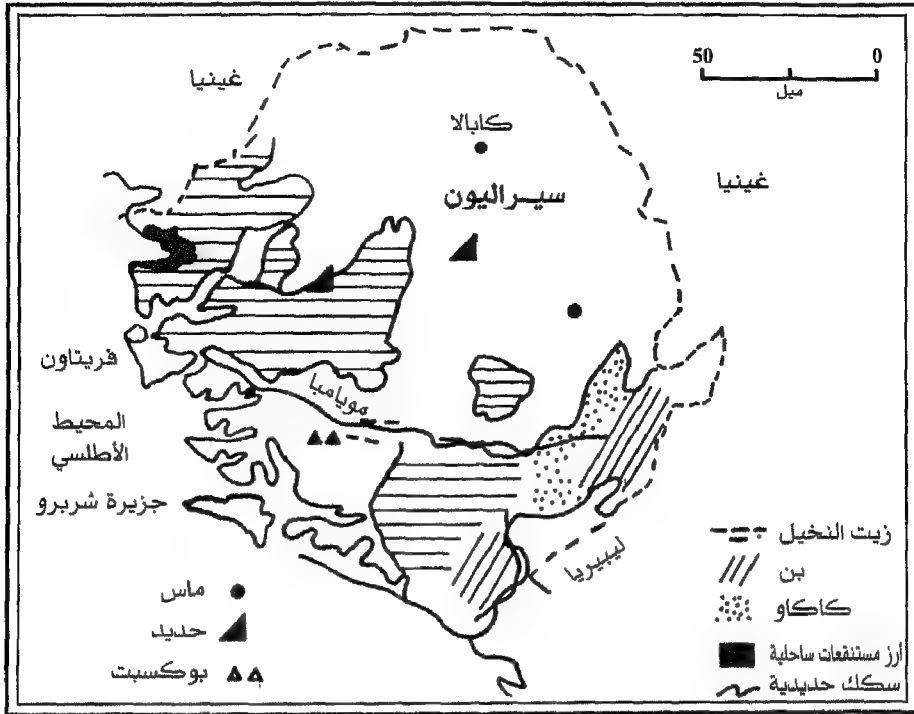 غينيا
50 0
ميل
كابالا
غينيا
سيراليون
فريتاون
مويامبا
المحيط
الأطلسي
جزيرة شربرو
ليبيريا
زيت النخيل
بن
كاكاو
أرز مستنقعات ساحلية
سكك حديدية
ماس
حديد
بوكسبت